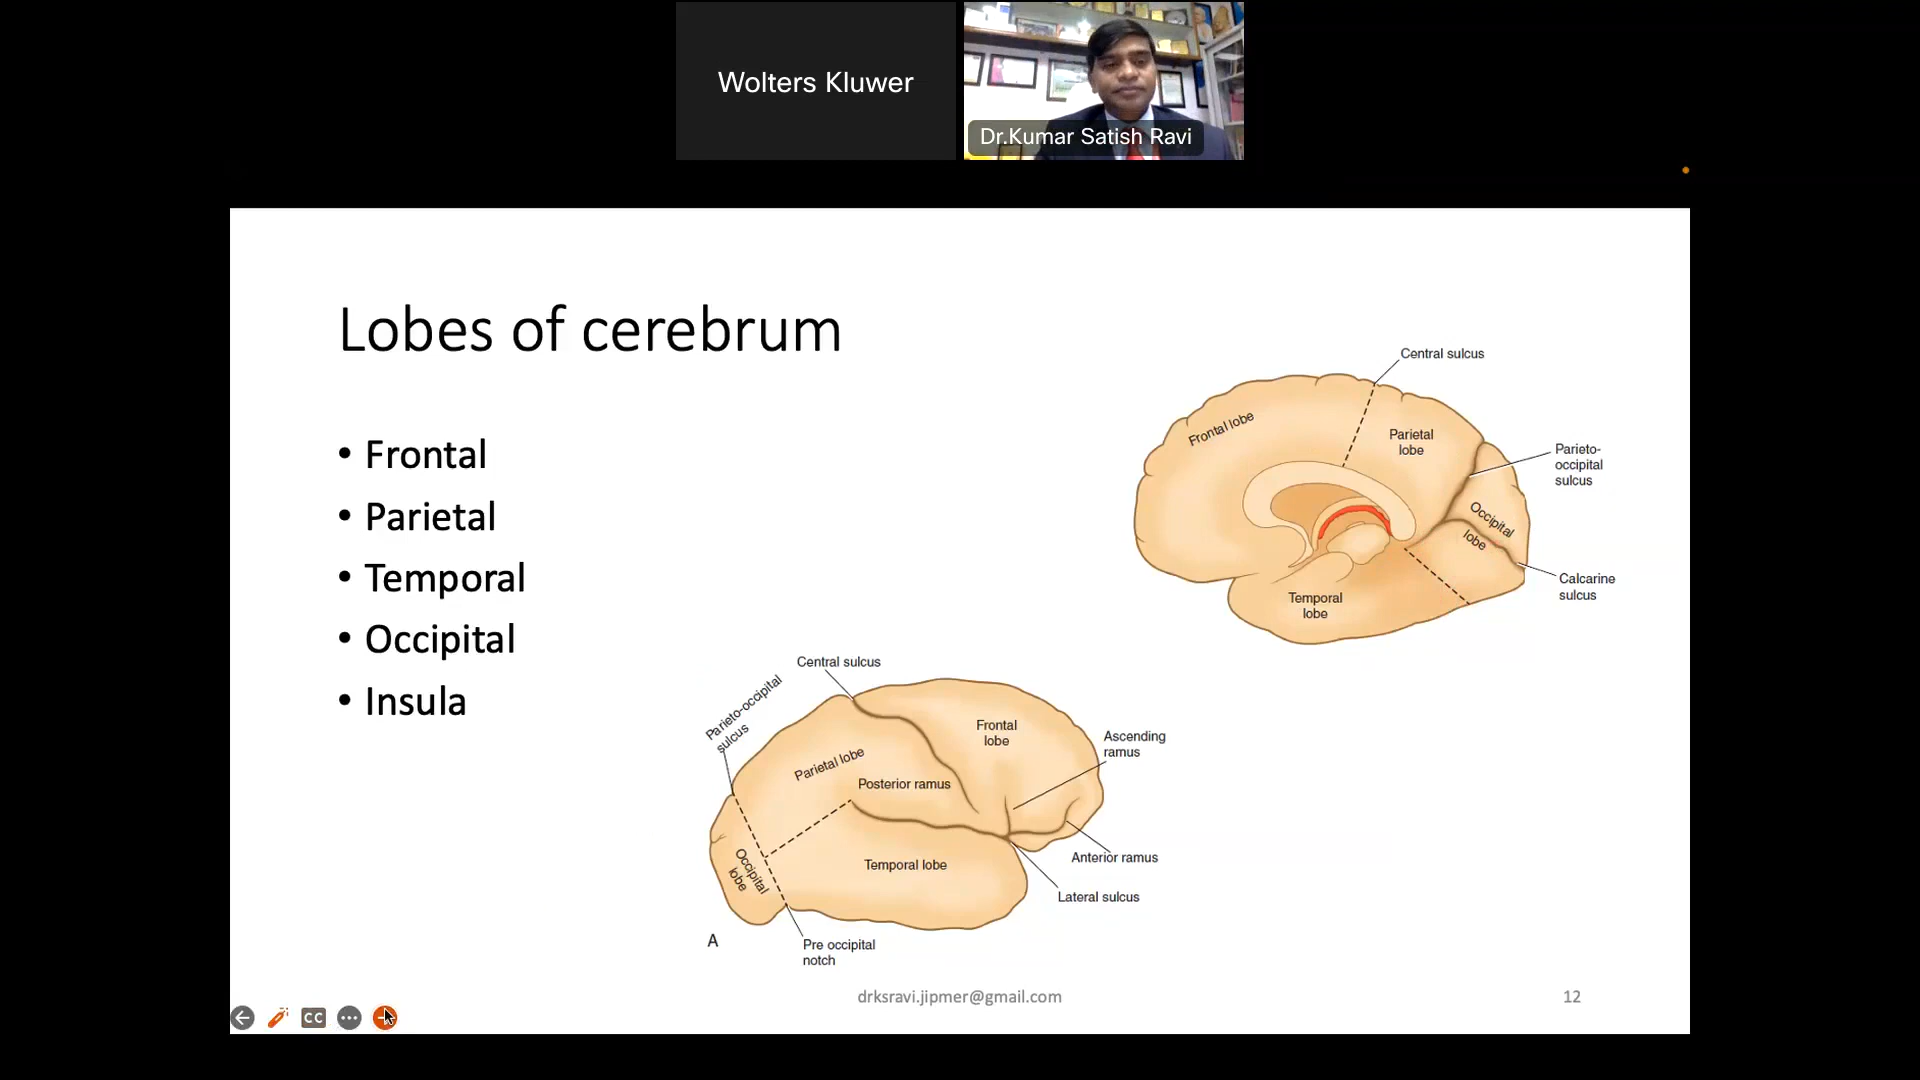 Wolters Kluwer
Dr.Kumar Satish Ravi
Lobes of cerebrum
• Frontal
• Parietal
• Temporal
• Occipital
• Insula
Central sulcus
Frontal lobe
Parietal
lobe
Parieto-
occipital
sulcus
Occipital
lobe
Calcarine
sulcus
Temporal
lobe
Central sulcus
Parieto-occipital
sulcus
Frontal
lobe
Ascending
ramus
Parietal lobe
Posterior ramus
Occipital
lobe
Temporal lobe
Anterior ramus
Lateral sulcus
A
Pre occipital
notch
drksravi.jipmer@gmail.com
12
CC